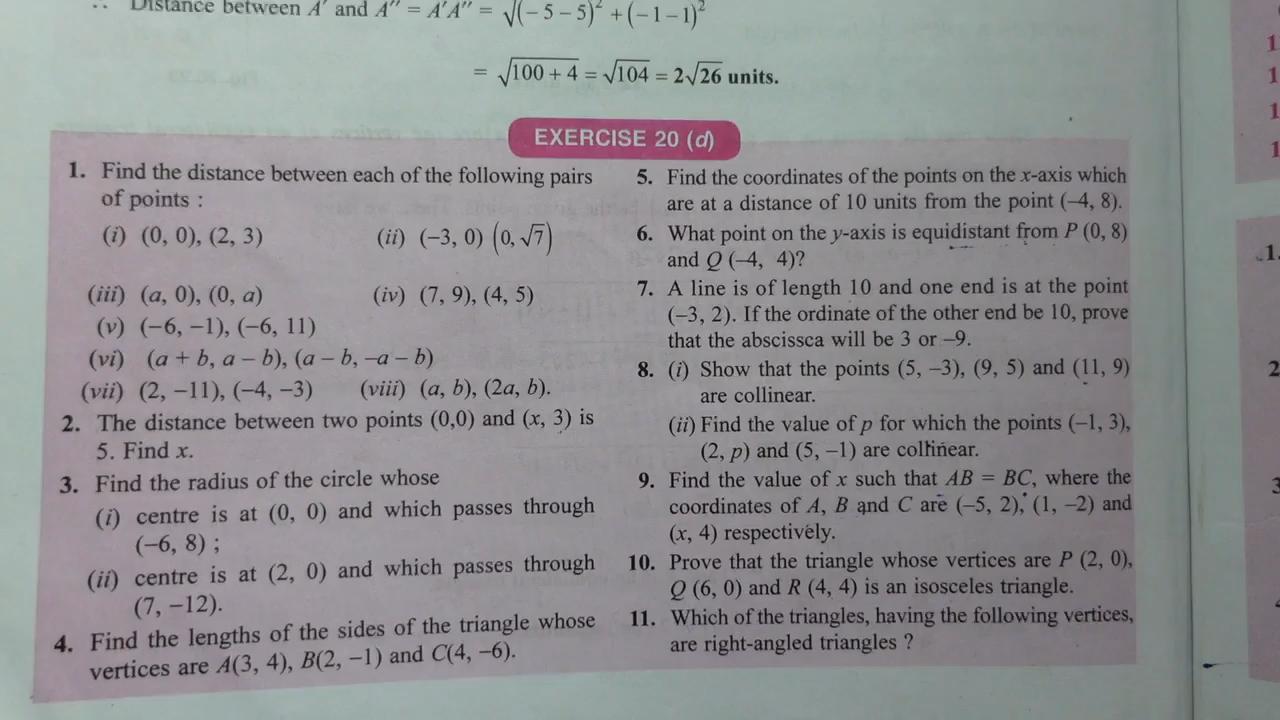 ∴ Distance between A′ and A″ = A′A″ = √(– 5 – 5)² + (– 1 – 1)²
= √100 + 4 = √104 = 2√26 units.
EXERCISE 20 (d)
1. Find the distance between each of the following pairs
of points :
(i) (0, 0), (2, 3) (ii) (–3, 0) (0, √7)
(iii) (a, 0), (0, a) (iv) (7, 9), (4, 5)
(v) (–6, –1), (–6, 11)
(vi) (a + b, a – b), (a – b, –a – b)
(vii) (2, –11), (–4, –3) (viii) (a, b), (2a, b).
2. The distance between two points (0,0) and (x, 3) is
5. Find x.
3. Find the radius of the circle whose
(i) centre is at (0, 0) and which passes through
(–6, 8) ;
(ii) centre is at (2, 0) and which passes through
(7, –12).
4. Find the lengths of the sides of the triangle whose
vertices are A(3, 4), B(2, –1) and C(4, –6).
5. Find the coordinates of the points on the x-axis which
are at a distance of 10 units from the point (–4, 8).
6. What point on the y-axis is equidistant from P (0, 8)
and Q (–4, 4)?
7. A line is of length 10 and one end is at the point
(–3, 2). If the ordinate of the other end be 10, prove
that the abscissca will be 3 or –9.
8. (i) Show that the points (5, –3), (9, 5) and (11, 9)
are collinear.
(ii) Find the value of p for which the points (–1, 3),
(2, p) and (5, –1) are collinear.
9. Find the value of x such that AB = BC, where the
coordinates of A, B and C are (–5, 2), (1, –2) and
(x, 4) respectively.
10. Prove that the triangle whose vertices are P (2, 0),
Q (6, 0) and R (4, 4) is an isosceles triangle.
11. Which of the triangles, having the following vertices,
are right-angled triangles ?
1.
2